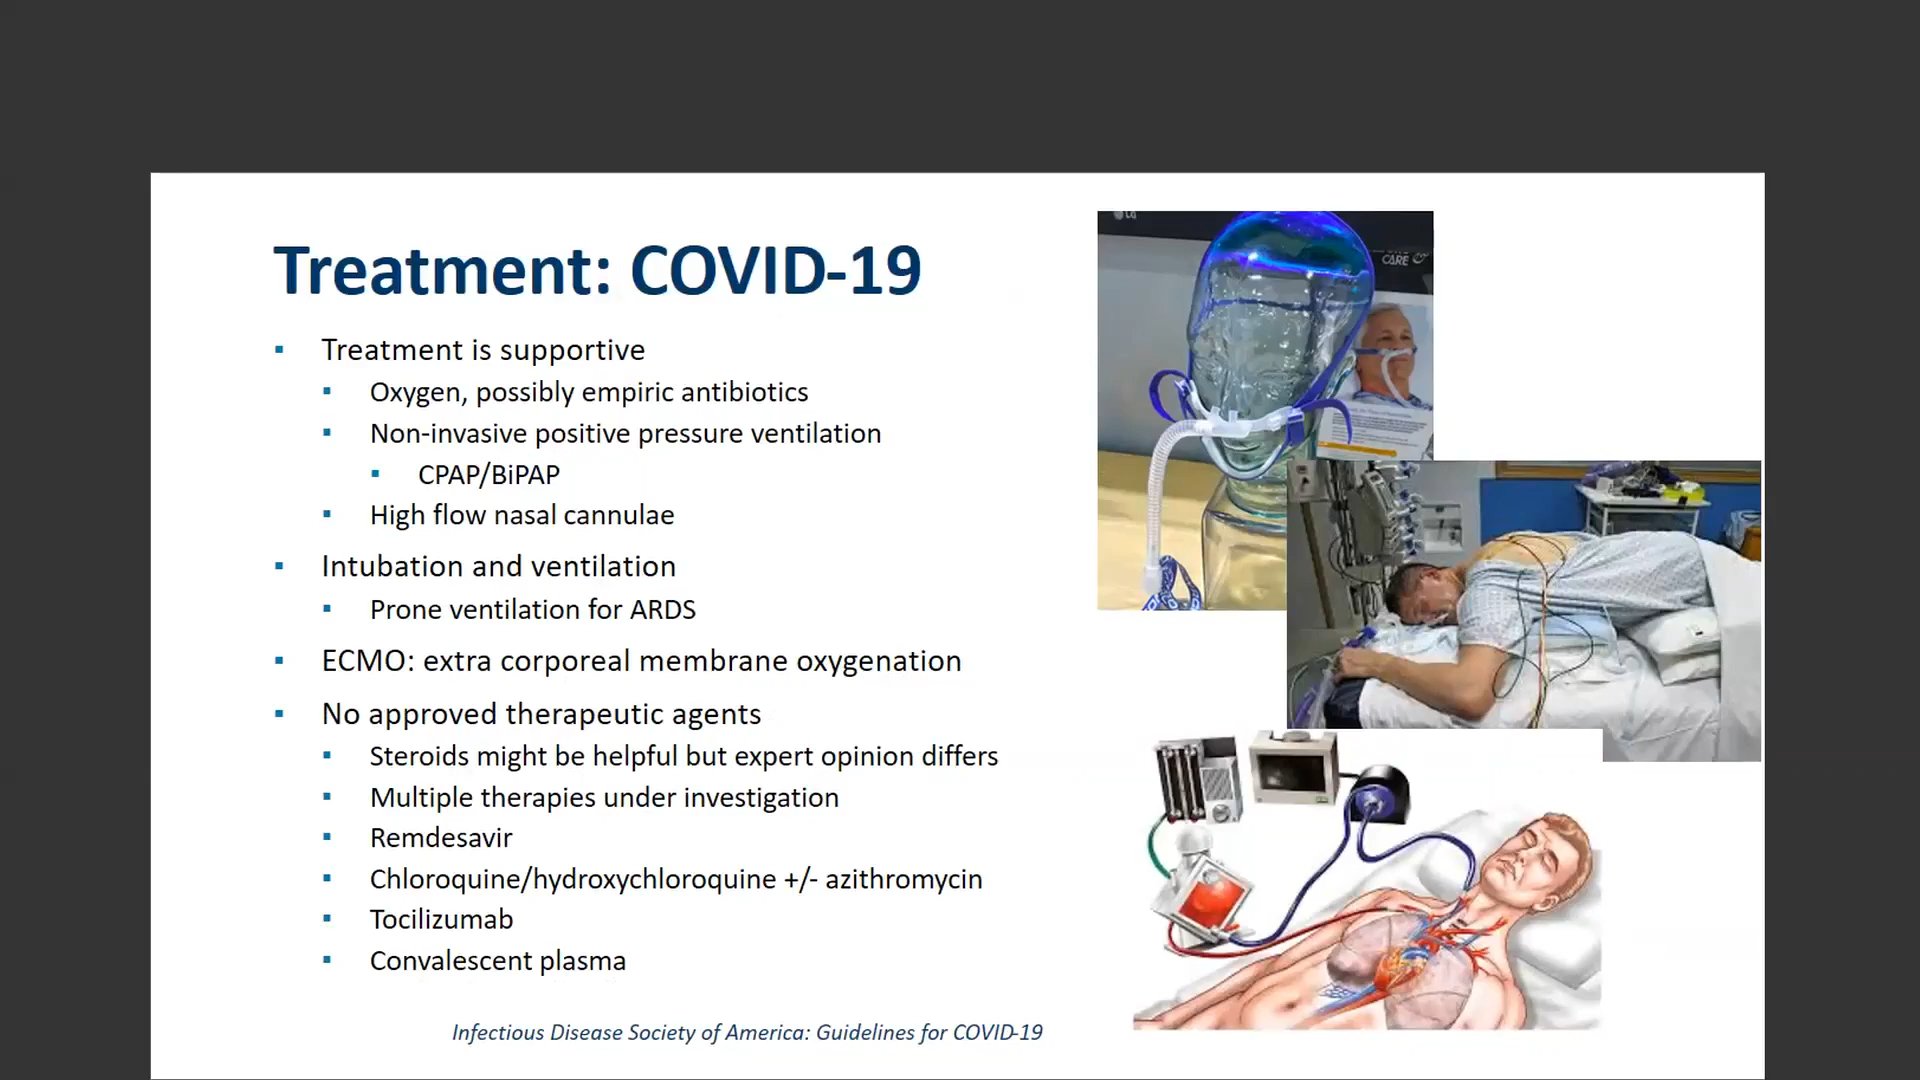 Treatment: COVID-19
Treatment is supportive
Oxygen, possibly empiric antibiotics
Non-invasive positive pressure ventilation
CPAP/BiPAP
High flow nasal cannulae
Intubation and ventilation
Prone ventilation for ARDS
ECMO: extra corporeal membrane oxygenation
No approved therapeutic agents
Steroids might be helpful but expert opinion differs
Multiple therapies under investigation
Remdesavir
Chloroquine/hydroxychloroquine +/- azithromycin
Tocilizumab
Convalescent plasma
Infectious Disease Society of America: Guidelines for COVID-19
CARE